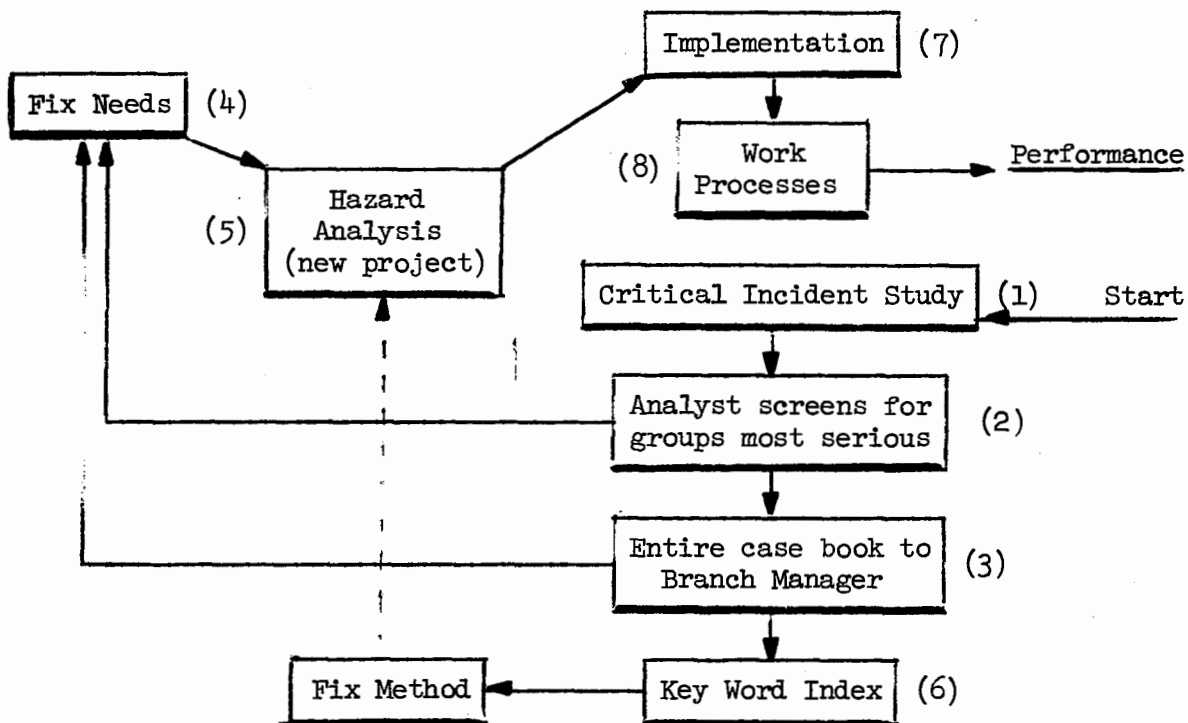 Implementation (7)
Fix Needs (4)
(8) Work
Processes
Performance
Hazard
(5) Analysis
(new project)
Critical Incident Study (1) Start
Analyst screens for
groups most serious (2)
Entire case book to
Branch Manager (3)
Fix Method
Key Word Index (6)